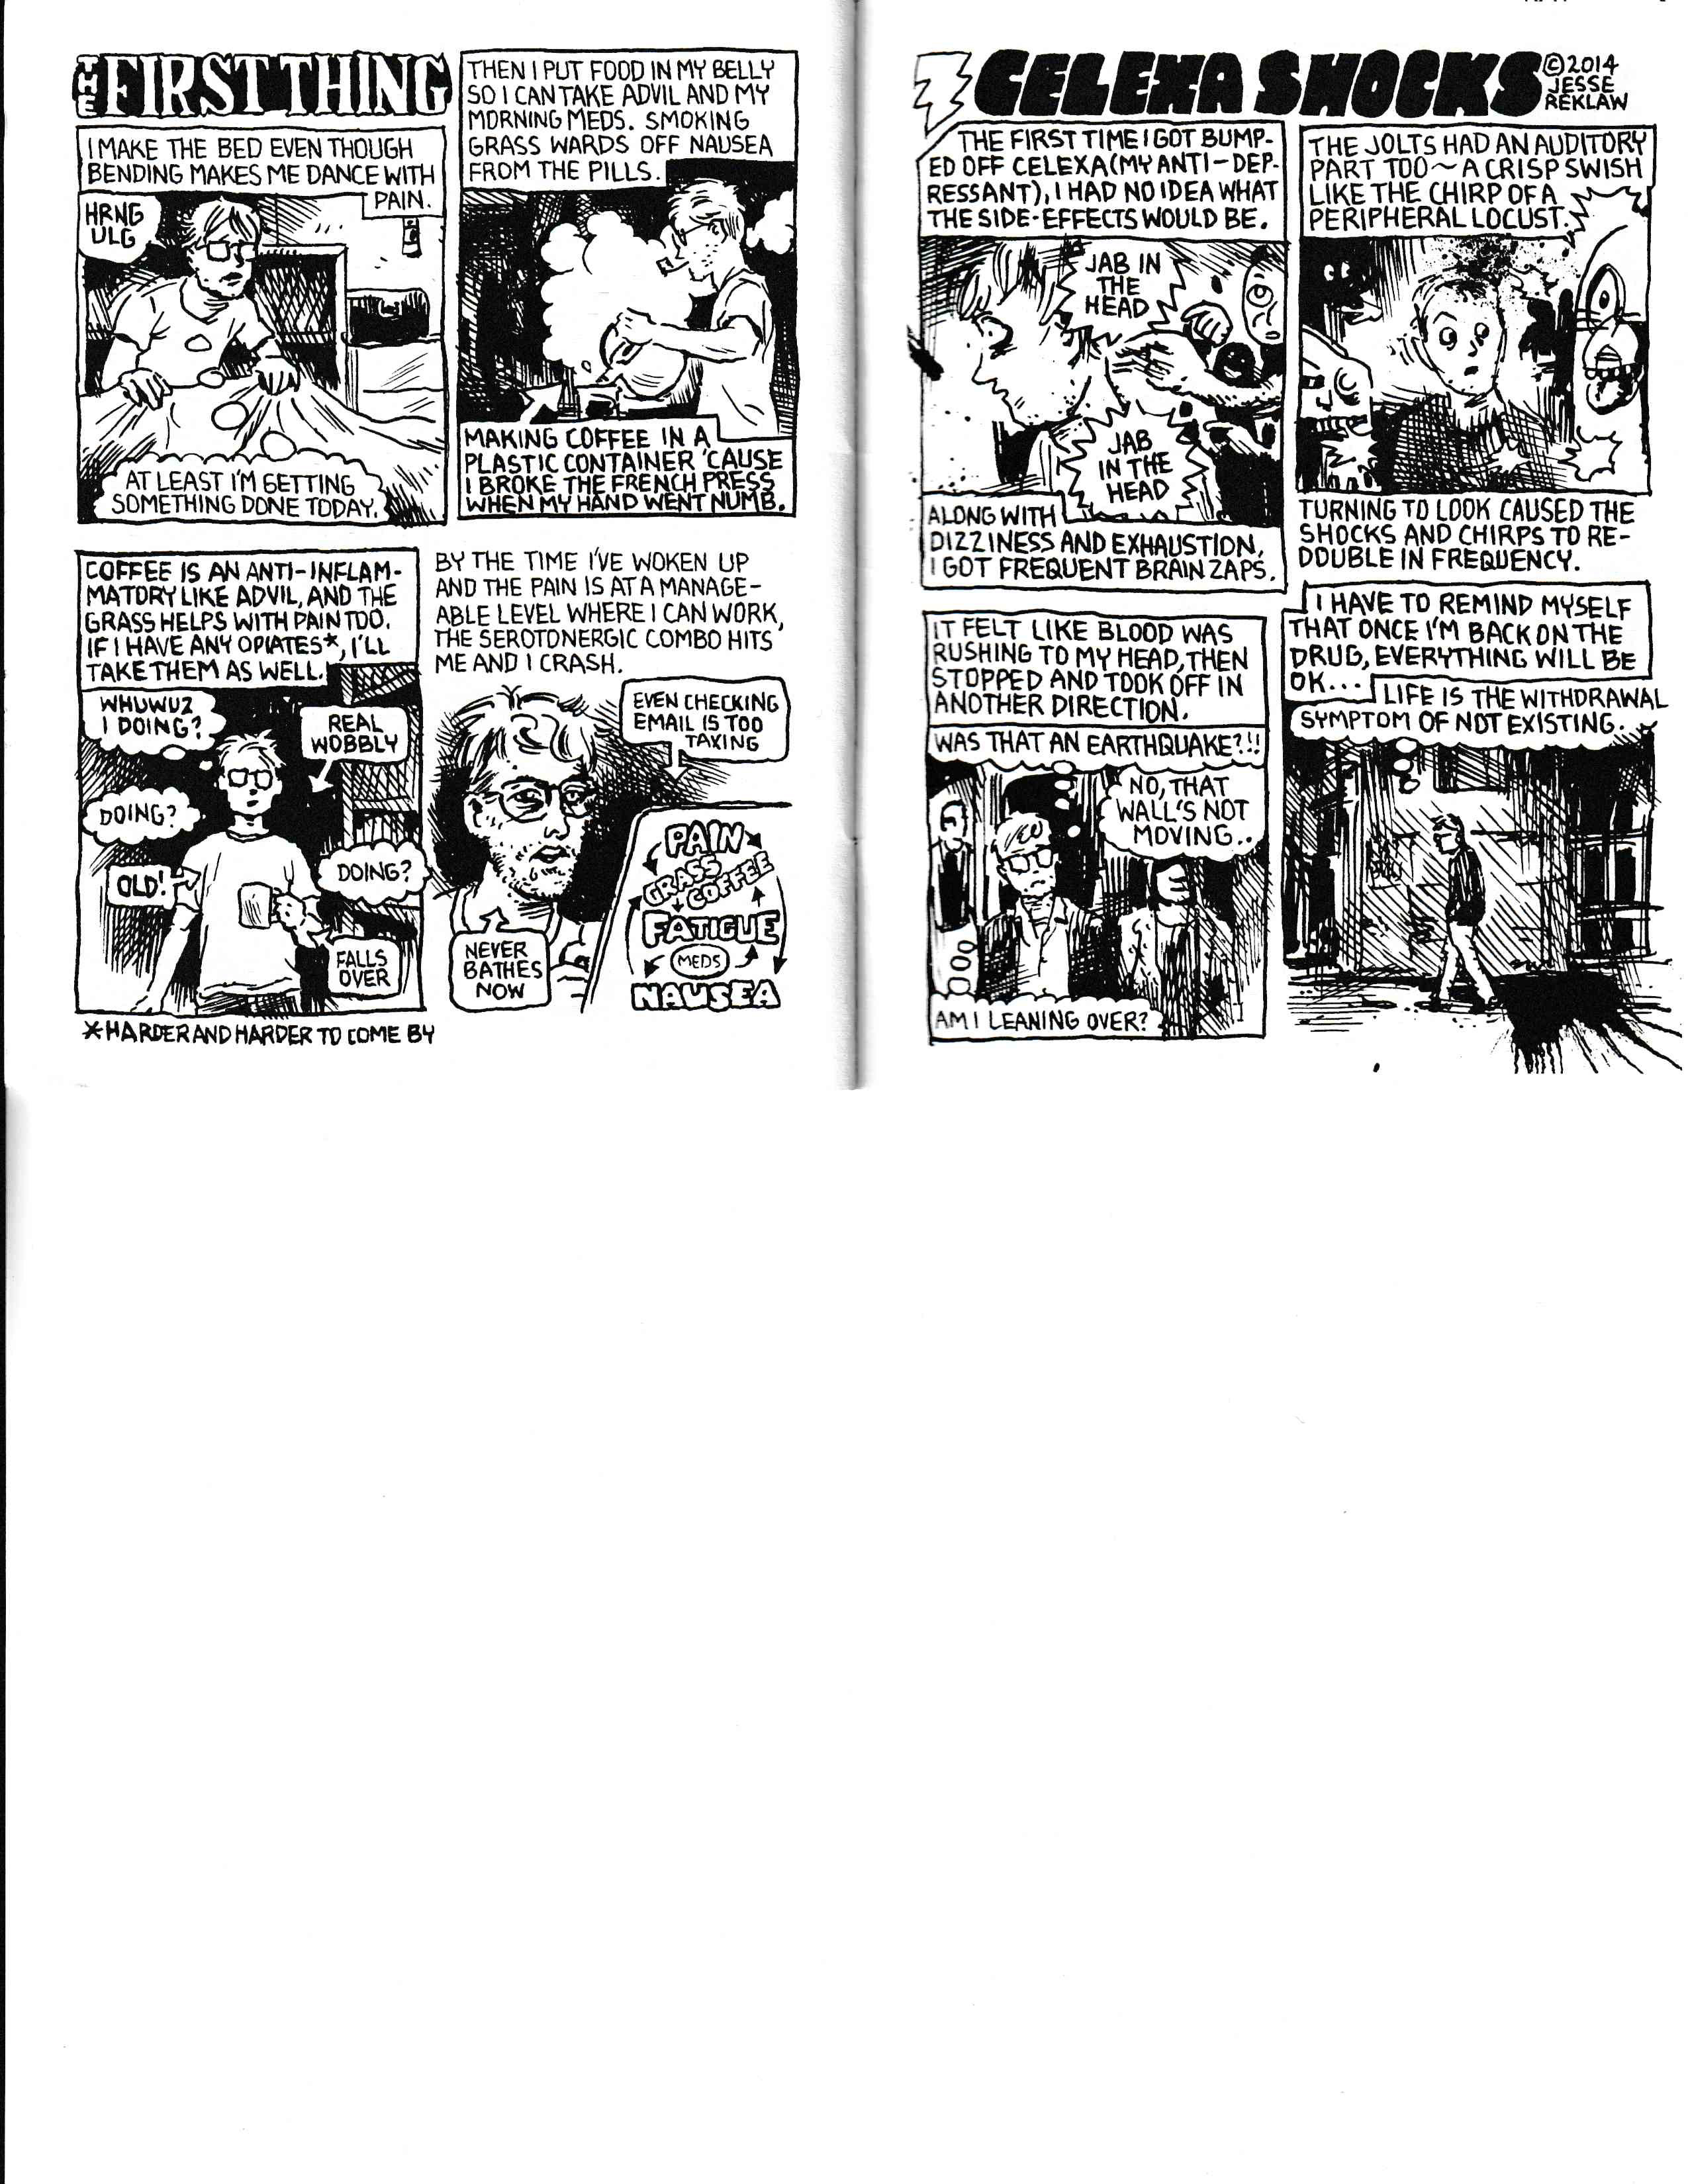 THE FIRST THING
I MAKE THE BED EVEN THOUGH
BENDING MAKES ME DANCE WITH
PAIN.
HRNG
ULG
AT LEAST I'M GETTING
SOMETHING DONE TODAY.
THEN I PUT FOOD IN MY BELLY
SO I CAN TAKE ADVIL AND MY
MORNING MEDS. SMOKING
GRASS WARDS OFF NAUSEA
FROM THE PILLS.
MAKING COFFEE IN A
PLASTIC CONTAINER 'CAUSE
I BROKE THE FRENCH PRESS
WHEN MY HAND WENT NUMB.
COFFEE IS AN ANTI-INFLAM-
MATORY LIKE ADVIL, AND THE
GRASS HELPS WITH PAIN TOO.
IF I HAVE ANY OPIATES*, I'LL
TAKE THEM AS WELL.
WHUWUZ
I DOING?
REAL
WOBBLY
DOING?
OLD!
DOING?
FALLS
OVER
*HARDER AND HARDER TO COME BY
BY THE TIME I'VE WOKEN UP
AND THE PAIN IS AT A MANAGE-
ABLE LEVEL WHERE I CAN WORK,
THE SEROTONERGIC COMBO HITS
ME AND I CRASH.
EVEN CHECKING
EMAIL IS TOO
TAXING
NEVER
BATHES
NOW
PAIN
GRASS
COFFEE
FATIGUE
MEDS
NAUSEA
CELEXA SHOCKS
©2014
JESSE
REKLAW
THE FIRST TIME I GOT BUMP-
ED OFF CELEXA (MY ANTI-DEP-
RESSANT), I HAD NO IDEA WHAT
THE SIDE-EFFECTS WOULD BE.
JAB IN
THE
HEAD
JAB
IN THE
HEAD
ALONG WITH
DIZZINESS AND EXHAUSTION,
I GOT FREQUENT BRAIN ZAPS.
THE JOLTS HAD AN AUDITORY
PART TOO~A CRISP SWISH
LIKE THE CHIRP OF A
PERIPHERAL LOCUST.
TURNING TO LOOK CAUSED THE
SHOCKS AND CHIRPS TO RE-
DOUBLE IN FREQUENCY.
IT FELT LIKE BLOOD WAS
RUSHING TO MY HEAD, THEN
STOPPED AND TOOK OFF IN
ANOTHER DIRECTION.
WAS THAT AN EARTHQUAKE?!!
NO, THAT
WALL'S NOT
MOVING..
AM I LEANING OVER?
I HAVE TO REMIND MYSELF
THAT ONCE I'M BACK ON THE
DRUG, EVERYTHING WILL BE
OK...
LIFE IS THE WITHDRAWAL
SYMPTOM OF NOT EXISTING.